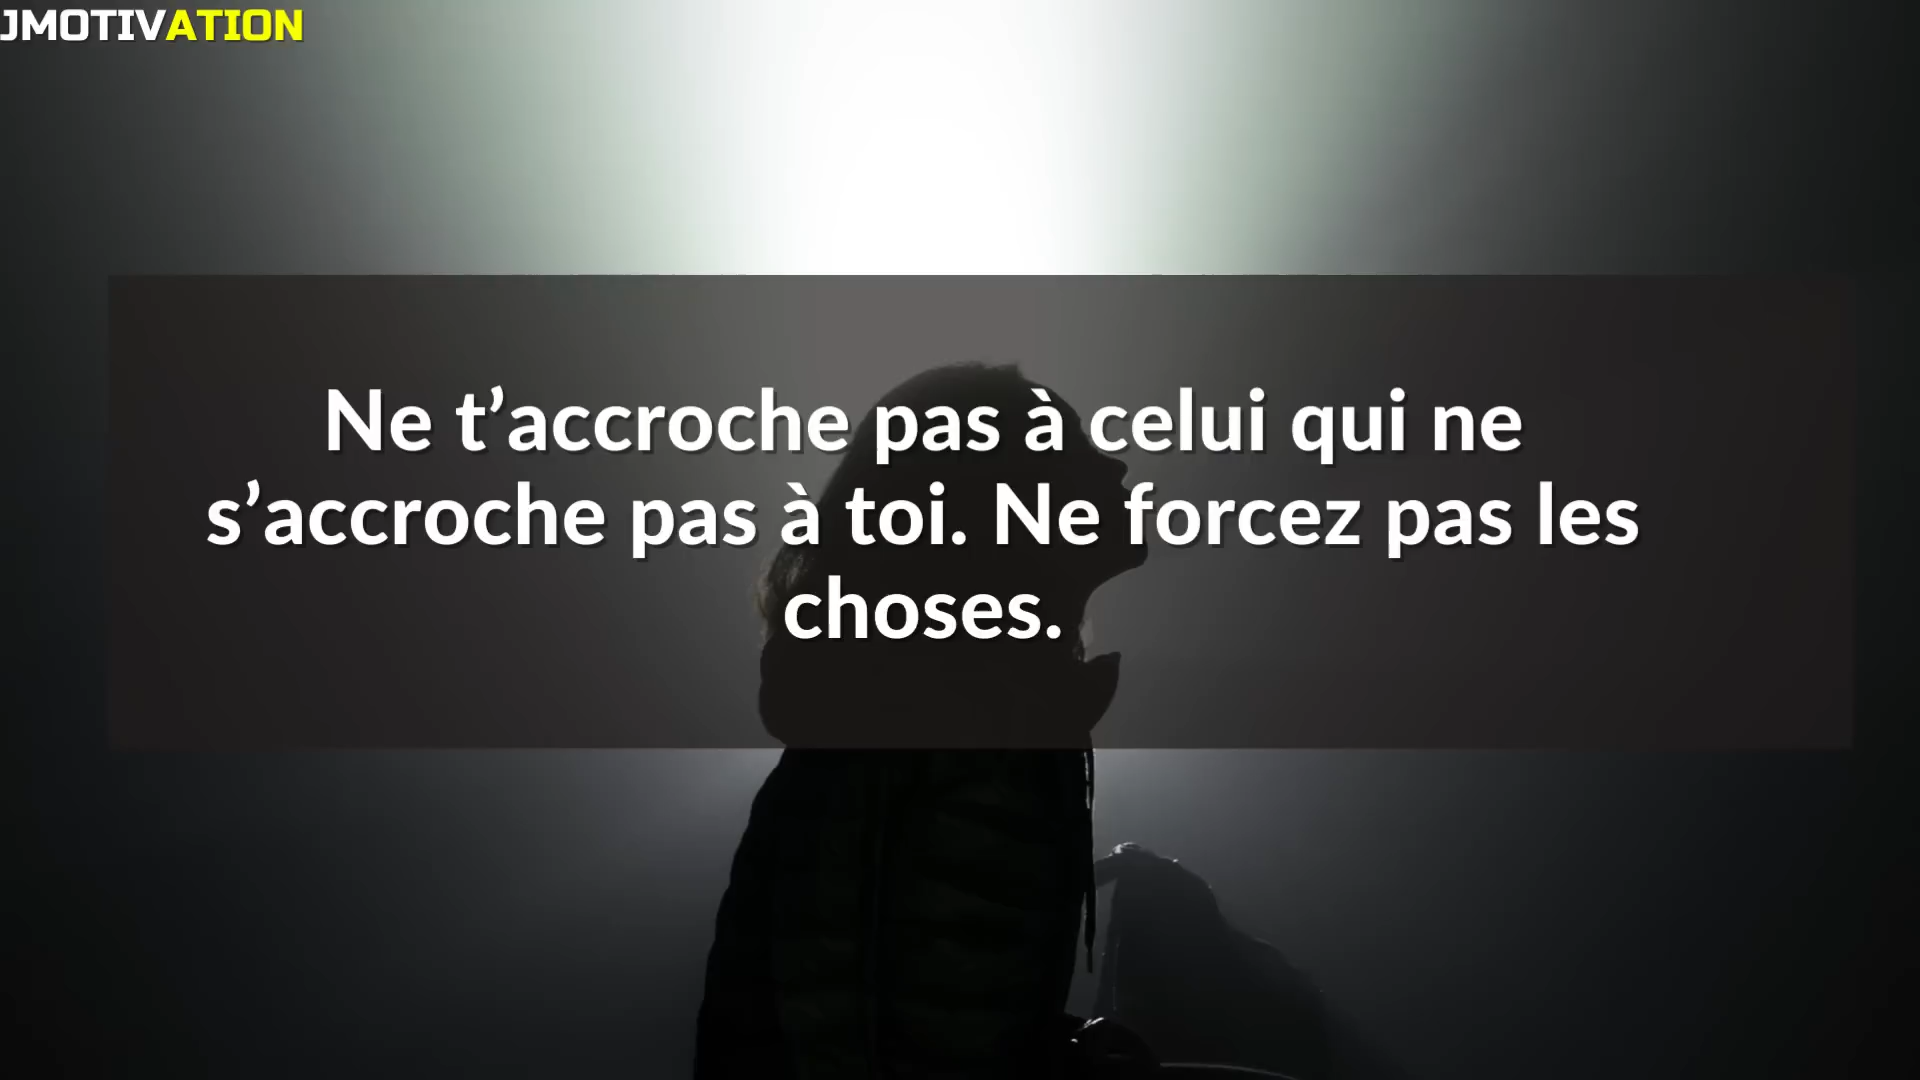 JMOTIVATION
Ne t’accroche pas à celui qui ne
s’accroche pas à toi. Ne forcez pas les
choses.